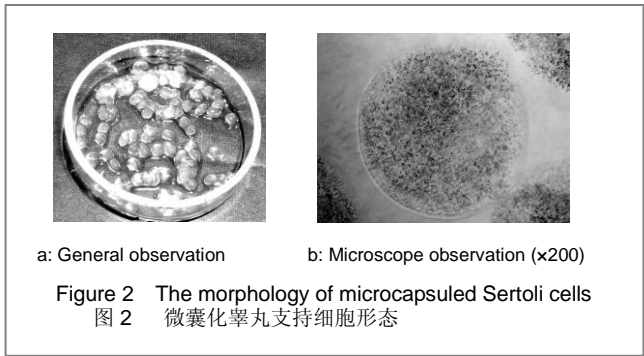 a: General observation
b: Microscope observation (×200)
Figure 2 The morphology of microcapsuled Sertoli cells
图 2 微囊化睾丸支持细胞形态